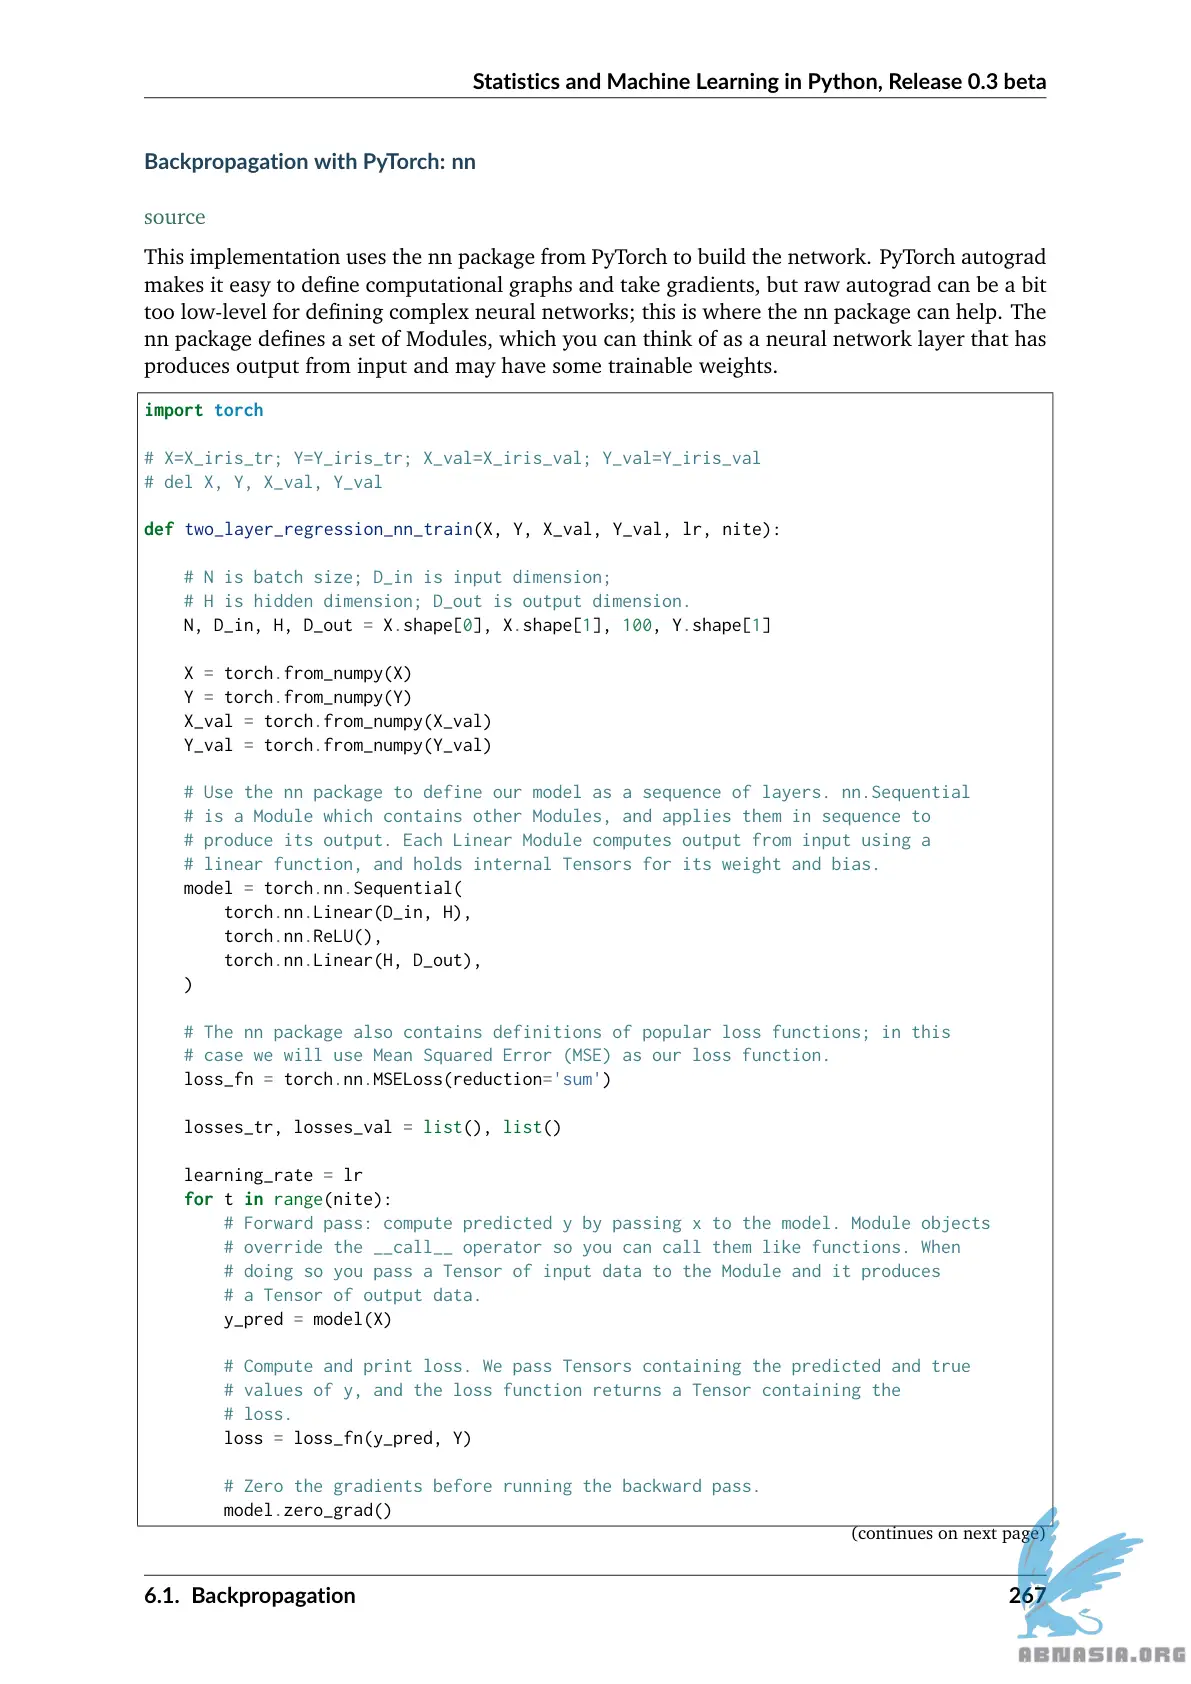 Statistics and Machine Learning in Python, Release 0.3 beta
Backpropagation with PyTorch: nn
source
This implementation uses the nn package from PyTorch to build the network. PyTorch autograd
makes it easy to define computational graphs and take gradients, but raw autograd can be a bit
too low-level for defining complex neural networks; this is where the nn package can help. The
nn package defines a set of Modules, which you can think of as a neural network layer that has
produces output from input and may have some trainable weights.
import torch
# X=X_iris_tr; Y=Y_iris_tr; X_val=X_iris_val; Y_val=Y_iris_val
# del X, Y, X_val, Y_val
def two_layer_regression_nn_train(X, Y, X_val, Y_val, lr, nite):
    # N is batch size; D_in is input dimension;
    # H is hidden dimension; D_out is output dimension.
    N, D_in, H, D_out = X.shape[0], X.shape[1], 100, Y.shape[1]
    X = torch.from_numpy(X)
    Y = torch.from_numpy(Y)
    X_val = torch.from_numpy(X_val)
    Y_val = torch.from_numpy(Y_val)
    # Use the nn package to define our model as a sequence of layers. nn.Sequential
    # is a Module which contains other Modules, and applies them in sequence to
    # produce its output. Each Linear Module computes output from input using a
    # linear function, and holds internal Tensors for its weight and bias.
    model = torch.nn.Sequential(
        torch.nn.Linear(D_in, H),
        torch.nn.ReLU(),
        torch.nn.Linear(H, D_out),
    )
    # The nn package also contains definitions of popular loss functions; in this
    # case we will use Mean Squared Error (MSE) as our loss function.
    loss_fn = torch.nn.MSELoss(reduction='sum')
    losses_tr, losses_val = list(), list()
    learning_rate = lr
    for t in range(nite):
        # Forward pass: compute predicted y by passing x to the model. Module objects
        # override the __call__ operator so you can call them like functions. When
        # doing so you pass a Tensor of input data to the Module and it produces
        # a Tensor of output data.
        y_pred = model(X)
        # Compute and print loss. We pass Tensors containing the predicted and true
        # values of y, and the loss function returns a Tensor containing the
        # loss.
        loss = loss_fn(y_pred, Y)
        # Zero the gradients before running the backward pass.
        model.zero_grad()
(continues on next page)
6.1. Backpropagation 267
ABNASIA.ORG